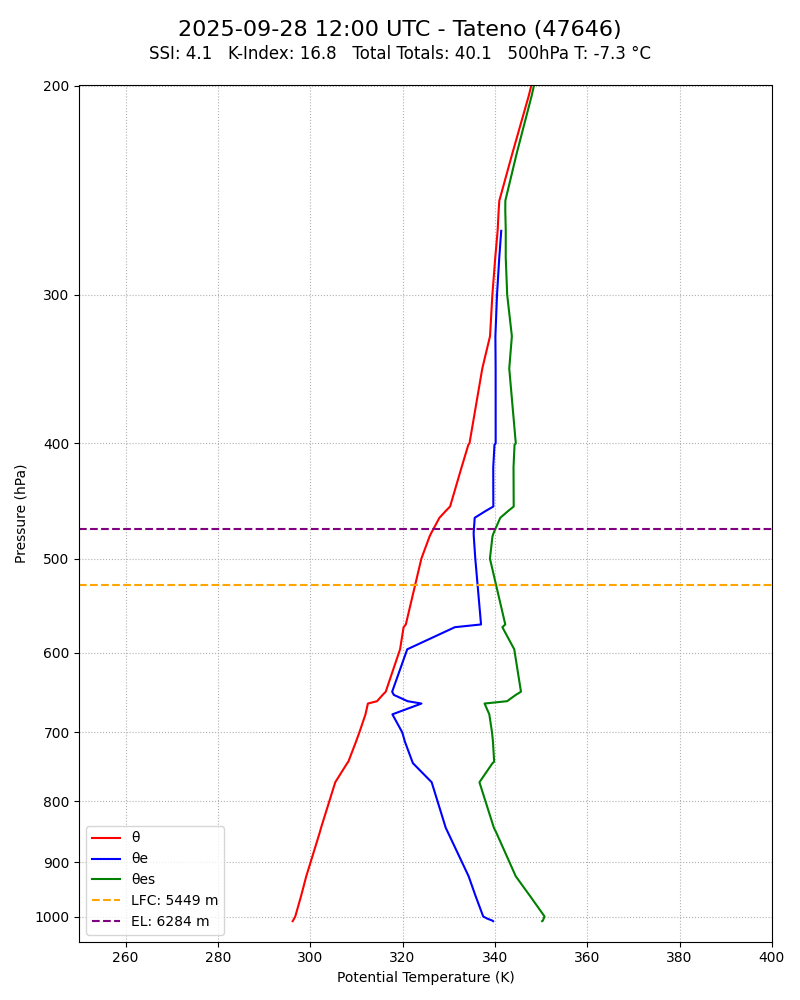 2025-09-28 12:00 UTC - Tateno (47646)
SSI: 4.1   K-Index: 16.8   Total Totals: 40.1   500hPa T: -7.3 °C
200
300
400
500
600
700
800
900
1000
Pressure (hPa)
θ
θe
θes
LFC: 5449 m
EL: 6284 m
260
280
300
320
340
360
380
400
Potential Temperature (K)